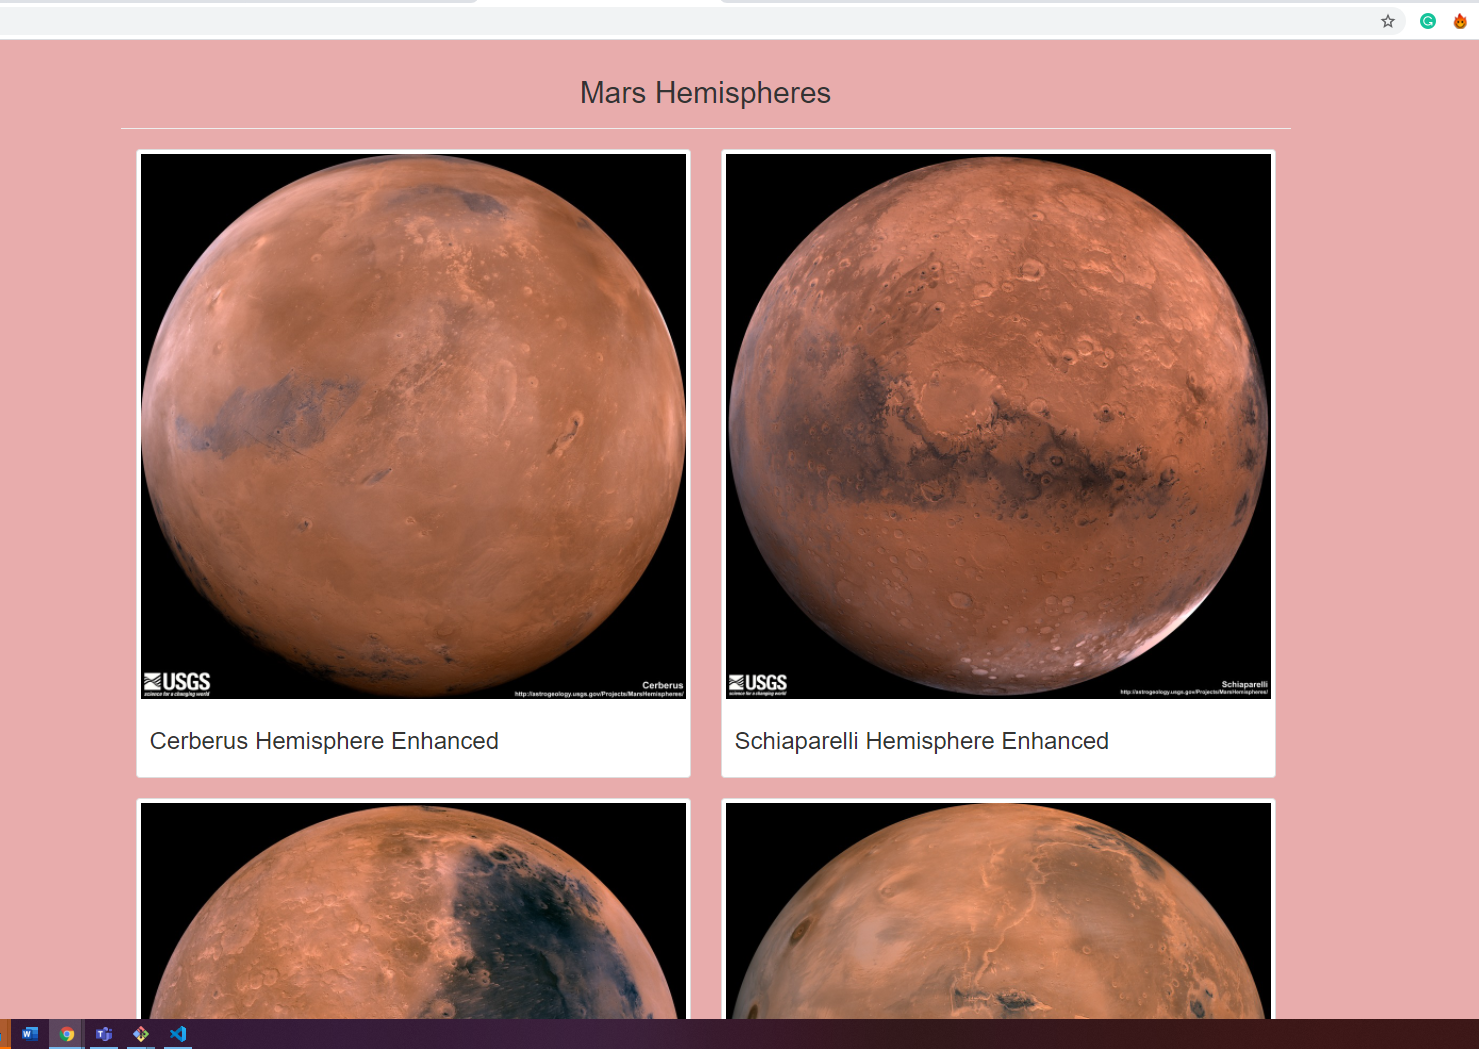 Mars Hemispheres
USGS
science for a changing world
Cerberus
http://astrogeology.usgs.gov/Projects/MarsHemispheres/
USGS
science for a changing world
Schiaparelli
http://astrogeology.usgs.gov/Projects/MarsHemispheres/
Cerberus Hemisphere Enhanced
Schiaparelli Hemisphere Enhanced